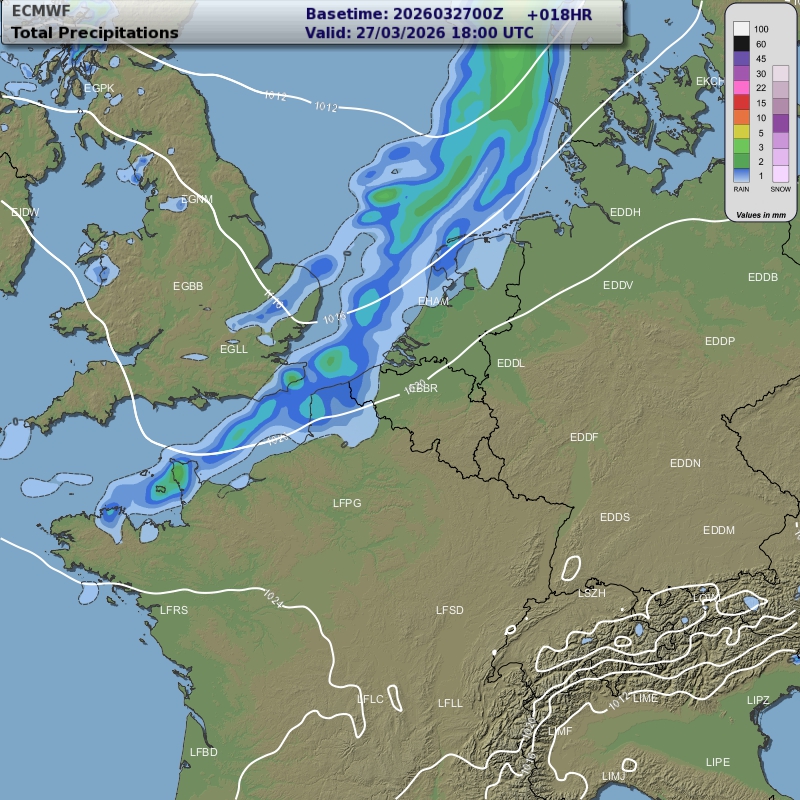 ECMWF
Basetime: 2026032700Z +018HR
Total Precipitations
Valid: 27/03/2026 18:00 UTC
100
60
45
30
22
15
10
5
3
2
1
RAIN SNOW
Values in mm
EGPK
EKCH
1012
1012
EGNM
EIDW
EDDH
EGBB
EDDV
EDDB
EHAM
1016
EGLL
EDDP
EDDL
EBBR
1020
EDDF
EDDN
LFPG
EDDS
EDDM
LSZH
1024
LFRS
LFSD
LFLC
LFLL
LIME
LIPZ
1012
LIMF
LFBD
LIPE
LIMJ